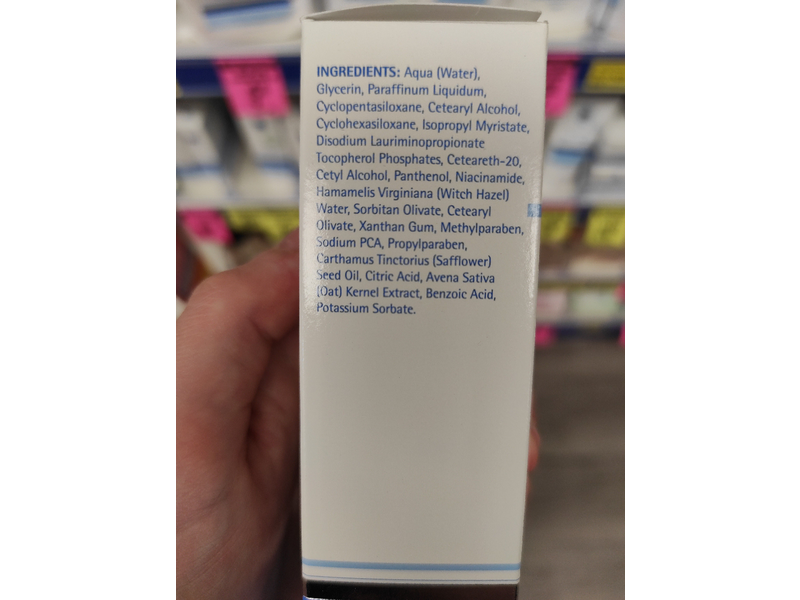 INGREDIENTS: Aqua (Water),
Glycerin, Paraffinum Liquidum,
Cyclopentasiloxane, Cetearyl Alcohol,
Cyclohexasiloxane, Isopropyl Myristate,
Disodium Lauriminopropionate
Tocopherol Phosphates, Ceteareth-20,
Cetyl Alcohol, Panthenol, Niacinamide,
Hamamelis Virginiana (Witch Hazel)
Water, Sorbitan Olivate, Cetearyl
Olivate, Xanthan Gum, Methylparaben,
Sodium PCA, Propylparaben,
Carthamus Tinctorius (Safflower)
Seed Oil, Citric Acid, Avena Sativa
(Oat) Kernel Extract, Benzoic Acid,
Potassium Sorbate.